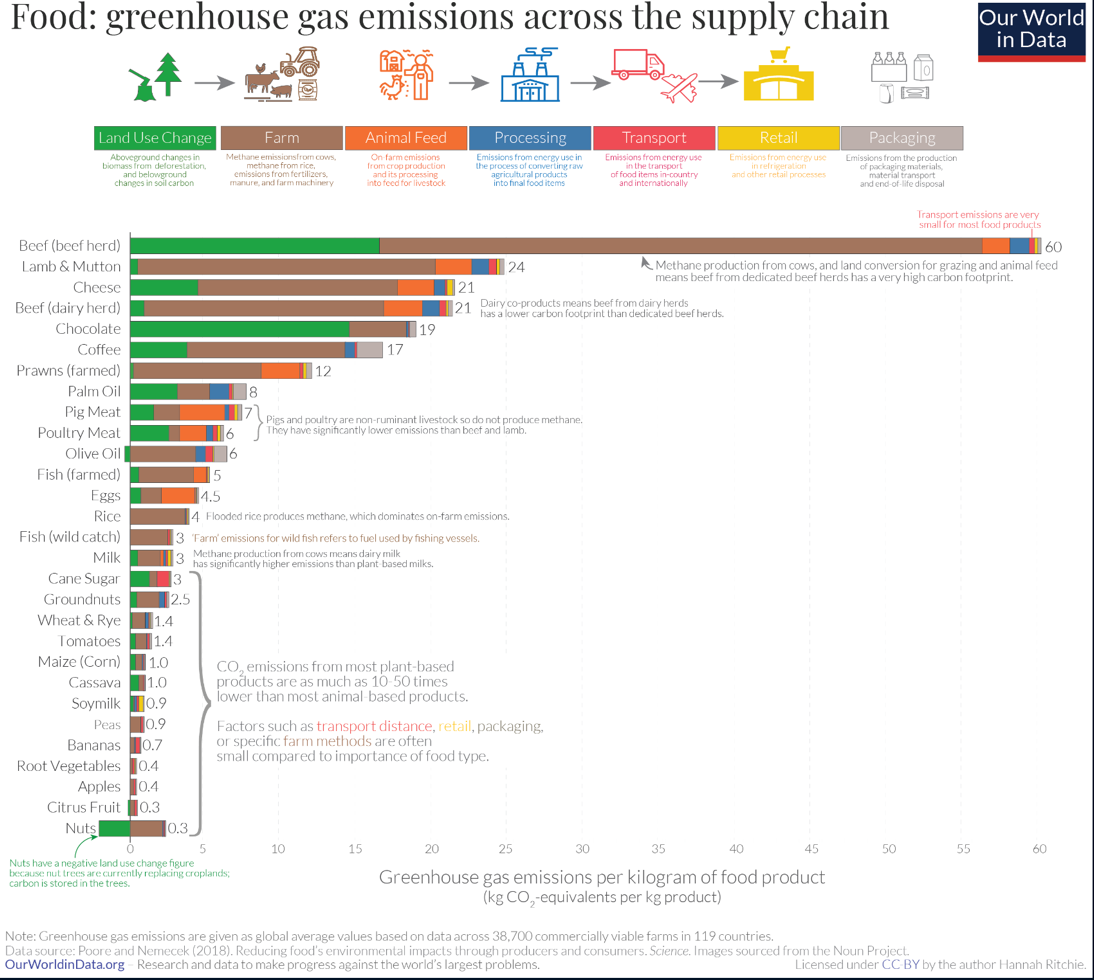 Food: greenhouse gas emissions across the supply chain
Our World
in Data
Land Use Change
Aboveground changes in
biomass from deforestation,
and belowground
changes in soil carbon
Farm
Methane emissionsfrom cows,
methane from rice,
emissions from fertilizers,
manure, and farm machinery
Animal Feed
On-farm emissions
from crop production
and its processing
into feed for livestock
Processing
Emissions from energy use in
the process of converting raw
agricultural products
into final food items
Transport
Emissions from energy use
in the transport
of food items in-country
and internationally
Retail
Emissions from energy use
in refrigeration
and other retail processes
Packaging
Emissions from the production
of packaging materials,
material transport
and end-of-life disposal
Transport emissions are very
small for most food products
Beef (beef herd) 60
Methane production from cows, and land conversion for grazing and animal feed
means beef from dedicated beef herds has a very high carbon footprint.
Lamb & Mutton 24
Cheese 21
Beef (dairy herd) 21
Dairy co-products means beef from dairy herds
has a lower carbon footprint than dedicated beef herds.
Chocolate 19
Coffee 17
Prawns (farmed) 12
Palm Oil 8
Pig Meat 7
Pigs and poultry are non-ruminant livestock so do not produce methane.
They have significantly lower emissions than beef and lamb.
Poultry Meat 6
Olive Oil 6
Fish (farmed) 5
Eggs 4.5
Rice 4 Flooded rice produces methane, which dominates on-farm emissions.
Fish (wild catch) 3 'Farm' emissions for wild fish refers to fuel used by fishing vessels.
Milk 3
Methane production from cows means dairy milk
has significantly higher emissions than plant-based milks.
Cane Sugar 3
Groundnuts 2.5
Wheat & Rye 1.4
Tomatoes 1.4
Maize (Corn) 1.0
Cassava 1.0
Soymilk 0.9
Peas 0.9
Bananas 0.7
Root Vegetables 0.4
Apples 0.4
Citrus Fruit 0.3
Nuts 0.3
CO2 emissions from most plant-based
products are as much as 10-50 times
lower than most animal-based products.
Factors such as transport distance, retail, packaging,
or specific farm methods are often
small compared to importance of food type.
0 5 10 15 20 25 30 35 40 45 50 55 60
Nuts have a negative land use change figure
because nut trees are currently replacing croplands;
carbon is stored in the trees.
Greenhouse gas emissions per kilogram of food product
(kg CO2-equivalents per kg product)
Note: Greenhouse gas emissions are given as global average values based on data across 38,700 commercially viable farms in 119 countries.
Data source: Poore and Nemecek (2018). Reducing food's environmental impacts through producers and consumers. Science. Images sourced from the Noun Project.
OurWorldinData.org – Research and data to make progress against the world's largest problems.
Licensed under CC-BY by the author Hannah Ritchie.